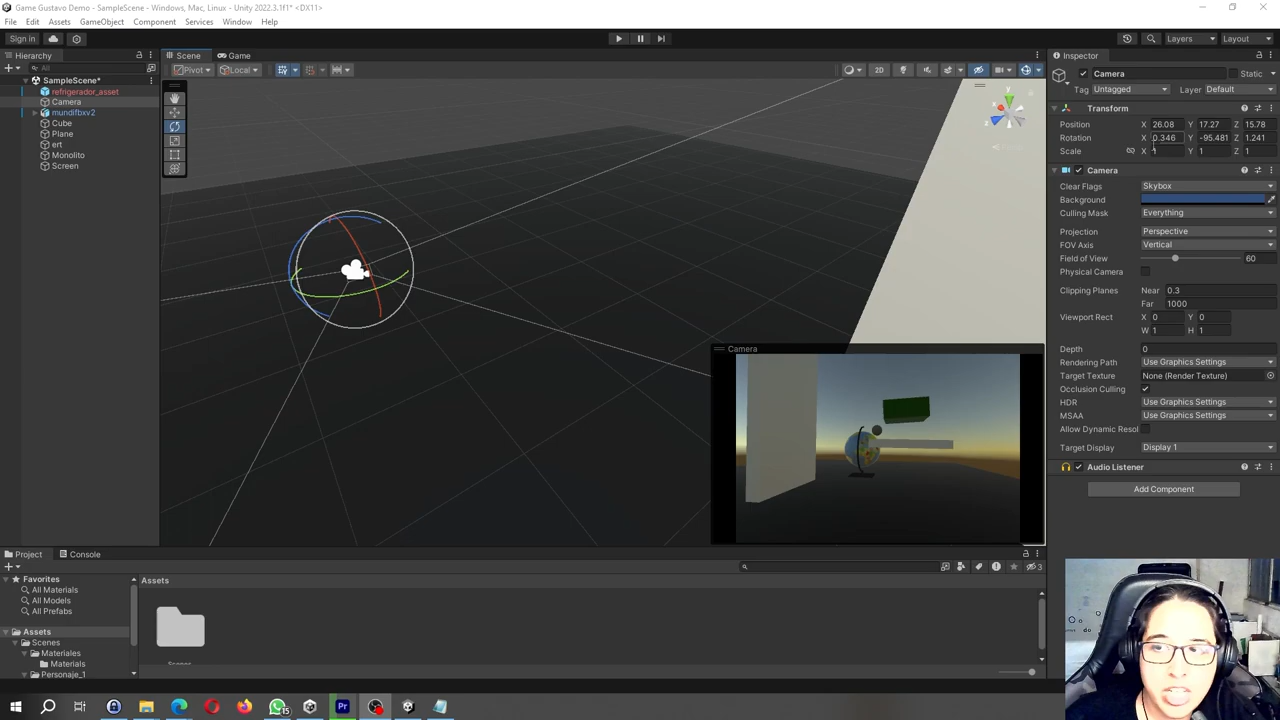 Game Gustavo Demo - SampleScene - Windows, Mac, Linux - Unity 2022.3.1f1* <DX11>
File Edit Assets GameObject Component Services Window Help
Sign in Layers Layout
Hierarchy Scene Game Inspector
All Pivot Local 2D Camera Static
SampleScene* Tag Untagged Layer Default
refrigerador_asset
Camera Transform
mundifbxv2 Position X 26.08 Y 17.27 Z 15.78
Cube Rotation X 0.346 Y -95.481 Z 1.241
Plane Scale X 1 Y 1 Z 1
ert
Monolito
Screen Camera
Clear Flags Skybox
Background
Culling Mask Everything
Projection Perspective
FOV Axis Vertical
Field of View 60
Physical Camera
Clipping Planes Near 0.3
Far 1000
Viewport Rect X 0 Y 0
W 1 H 1
Camera Depth 0
Rendering Path Use Graphics Settings
Target Texture None (Render Texture)
Occlusion Culling
HDR Use Graphics Settings
MSAA Use Graphics Settings
Allow Dynamic Resol
Target Display Display 1
Audio Listener
Add Component
Project Console
3
Favorites Assets
All Materials
All Models
All Prefabs
Assets
Scenes
Materiales
Materials
Personaje_1
Pr